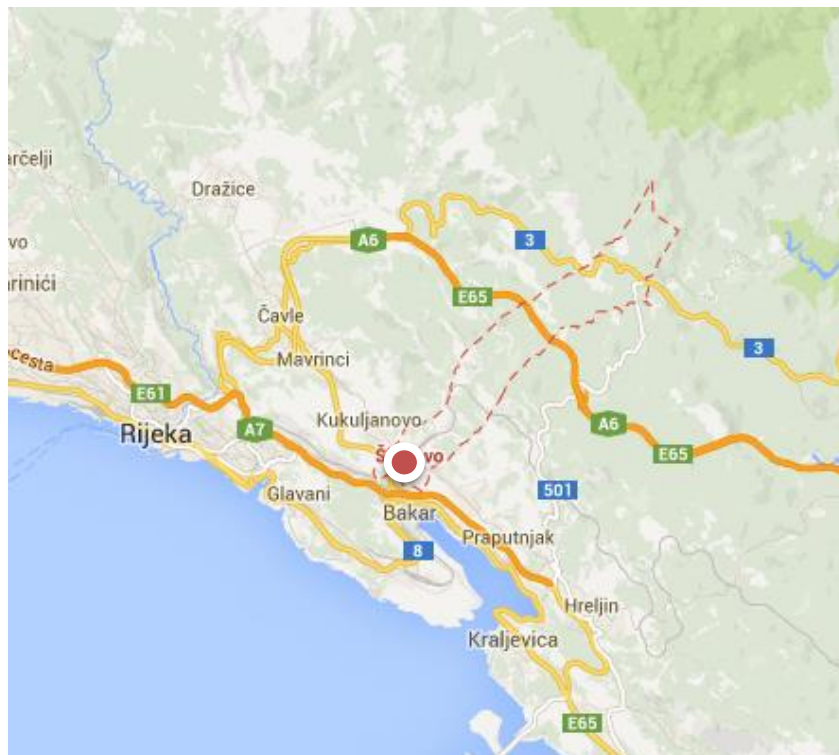 arčelji
Dražice
vo
A6
3
arinići
E65
Čavle
3
cesta
Mavrinci
E61
Kukuljanovo
Rijeka
A7
A6
E65
501
Glavani
Bakar
Praputnjak
8
Hreljin
Kraljevica
E65